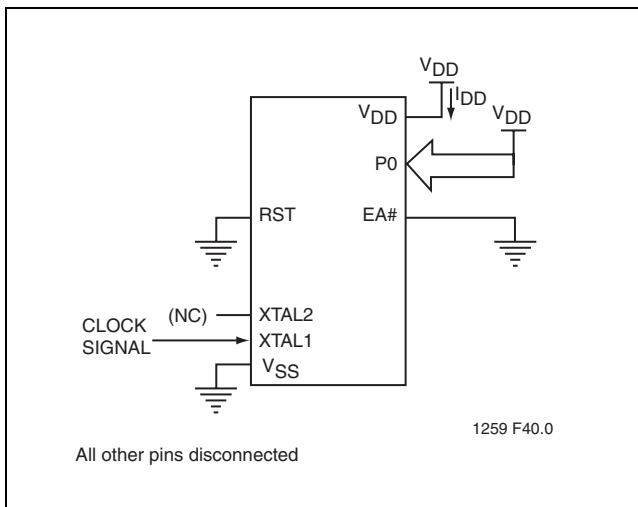 VDD
IDD
VDD
VDD
P0
RST
EA#
(NC)
XTAL2
CLOCK
SIGNAL
XTAL1
VSS
1259 F40.0
All other pins disconnected